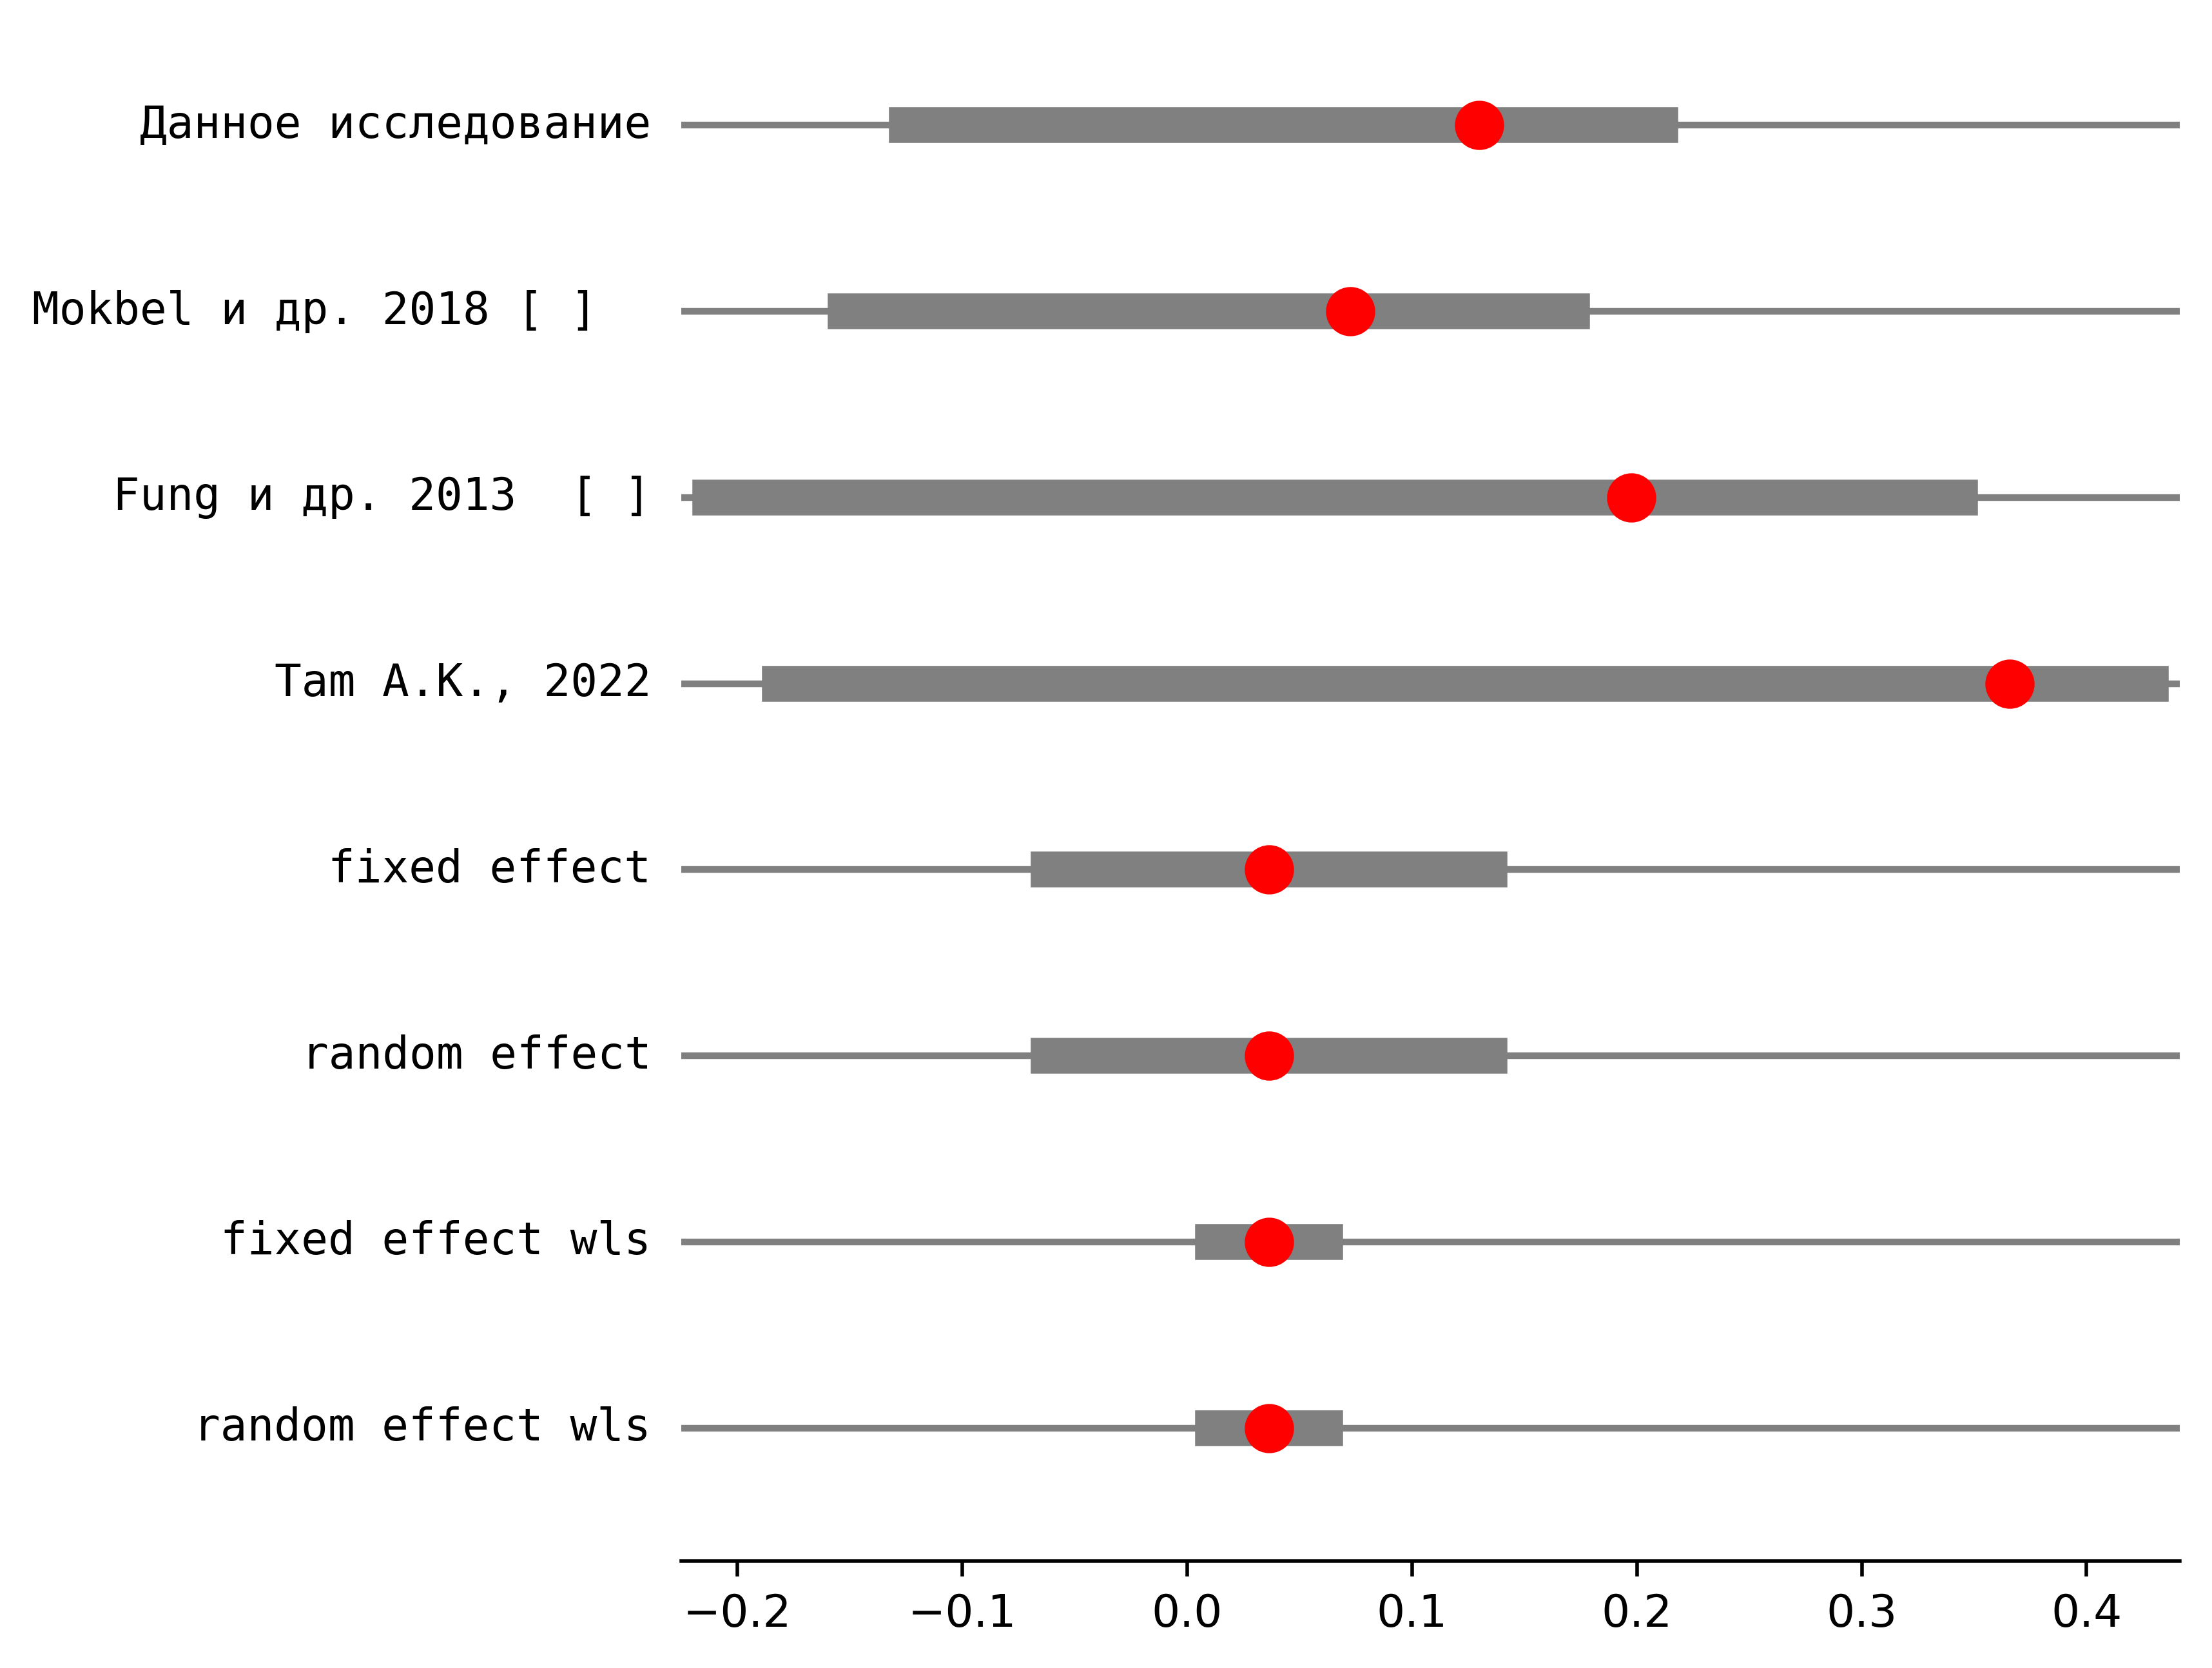 Данное исследование
Mokbel и др. 2018 [ ]
Fung и др. 2013  [ ]
Tam A.K., 2022
fixed effect
random effect
fixed effect wls
random effect wls
−0.2 −0.1 0.0 0.1 0.2 0.3 0.4